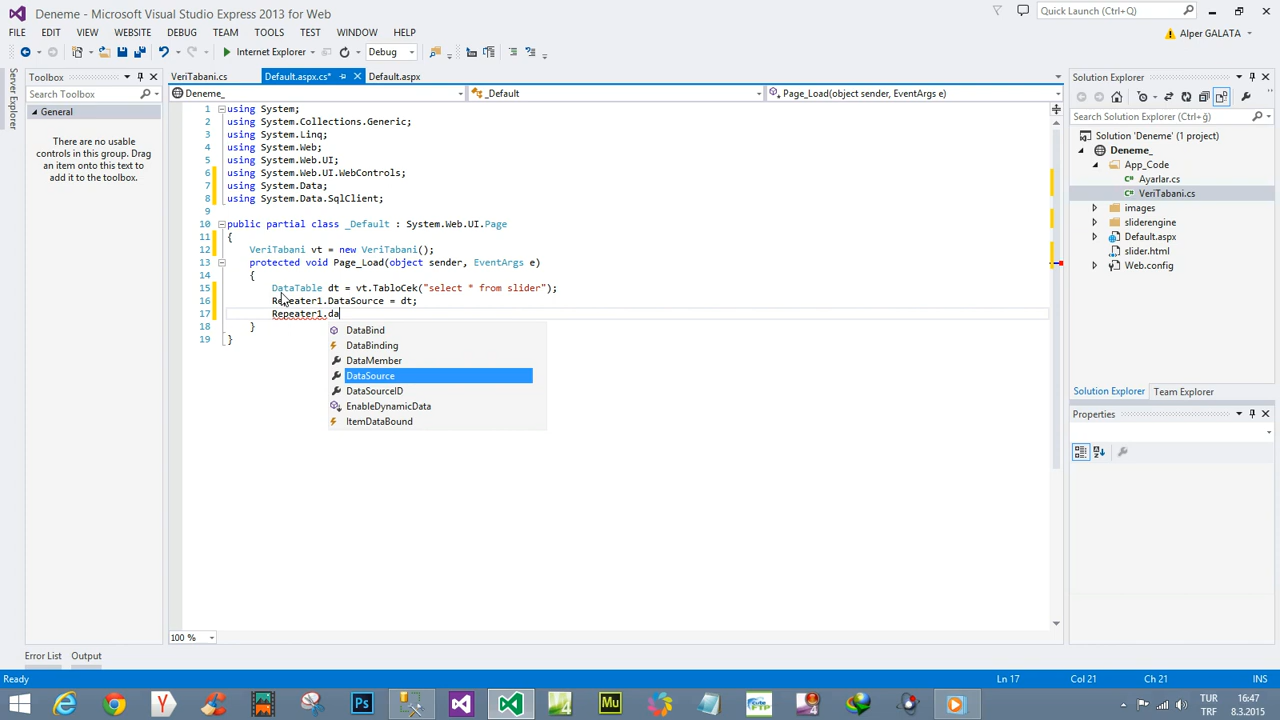 Deneme - Microsoft Visual Studio Express 2013 for Web
Quick Launch (Ctrl+Q)
FILE EDIT VIEW WEBSITE DEBUG TEAM FORMAT TOOLS TEST WINDOW HELP
Alper GALATA
Internet Explorer
Debug
Server Explorer
Toolbox
Search Toolbox
General
There are no usable
controls in this group. Drag
an item onto this text to
add it to the toolbox.
VeriTabani.cs Default.aspx.cs* Default.aspx
Deneme_ _Default Page_Load(object sender, EventArgs e)
1 using System;
2 using System.Collections.Generic;
3 using System.Linq;
4 using System.Web;
5 using System.Web.UI;
6 using System.Web.UI.WebControls;
7 using System.Data;
8 using System.Data.SqlClient;
9
10 public partial class _Default : System.Web.UI.Page
11 {
12 VeriTabani vt = new VeriTabani();
13 protected void Page_Load(object sender, EventArgs e)
14 {
15 DataTable dt = vt.TabloCek("select * from slider");
16 Repeater1.DataSource = dt;
17 Repeater1.da
18 }
19 }
DataBind
DataBinding
DataMember
DataSource
DataSourceID
EnableDynamicData
ItemDataBound
100 %
Solution Explorer
Search Solution Explorer (Ctrl+ğ)
Solution 'Deneme' (1 project)
Deneme_
App_Code
Ayarlar.cs
VeriTabani.cs
images
sliderengine
Default.aspx
slider.html
Web.config
Solution Explorer Team Explorer
Properties
Error List Output
Ready Ln 17 Col 21 Ch 21 INS
Ps
Mu
TUR
TRF
16:47
8.3.2015